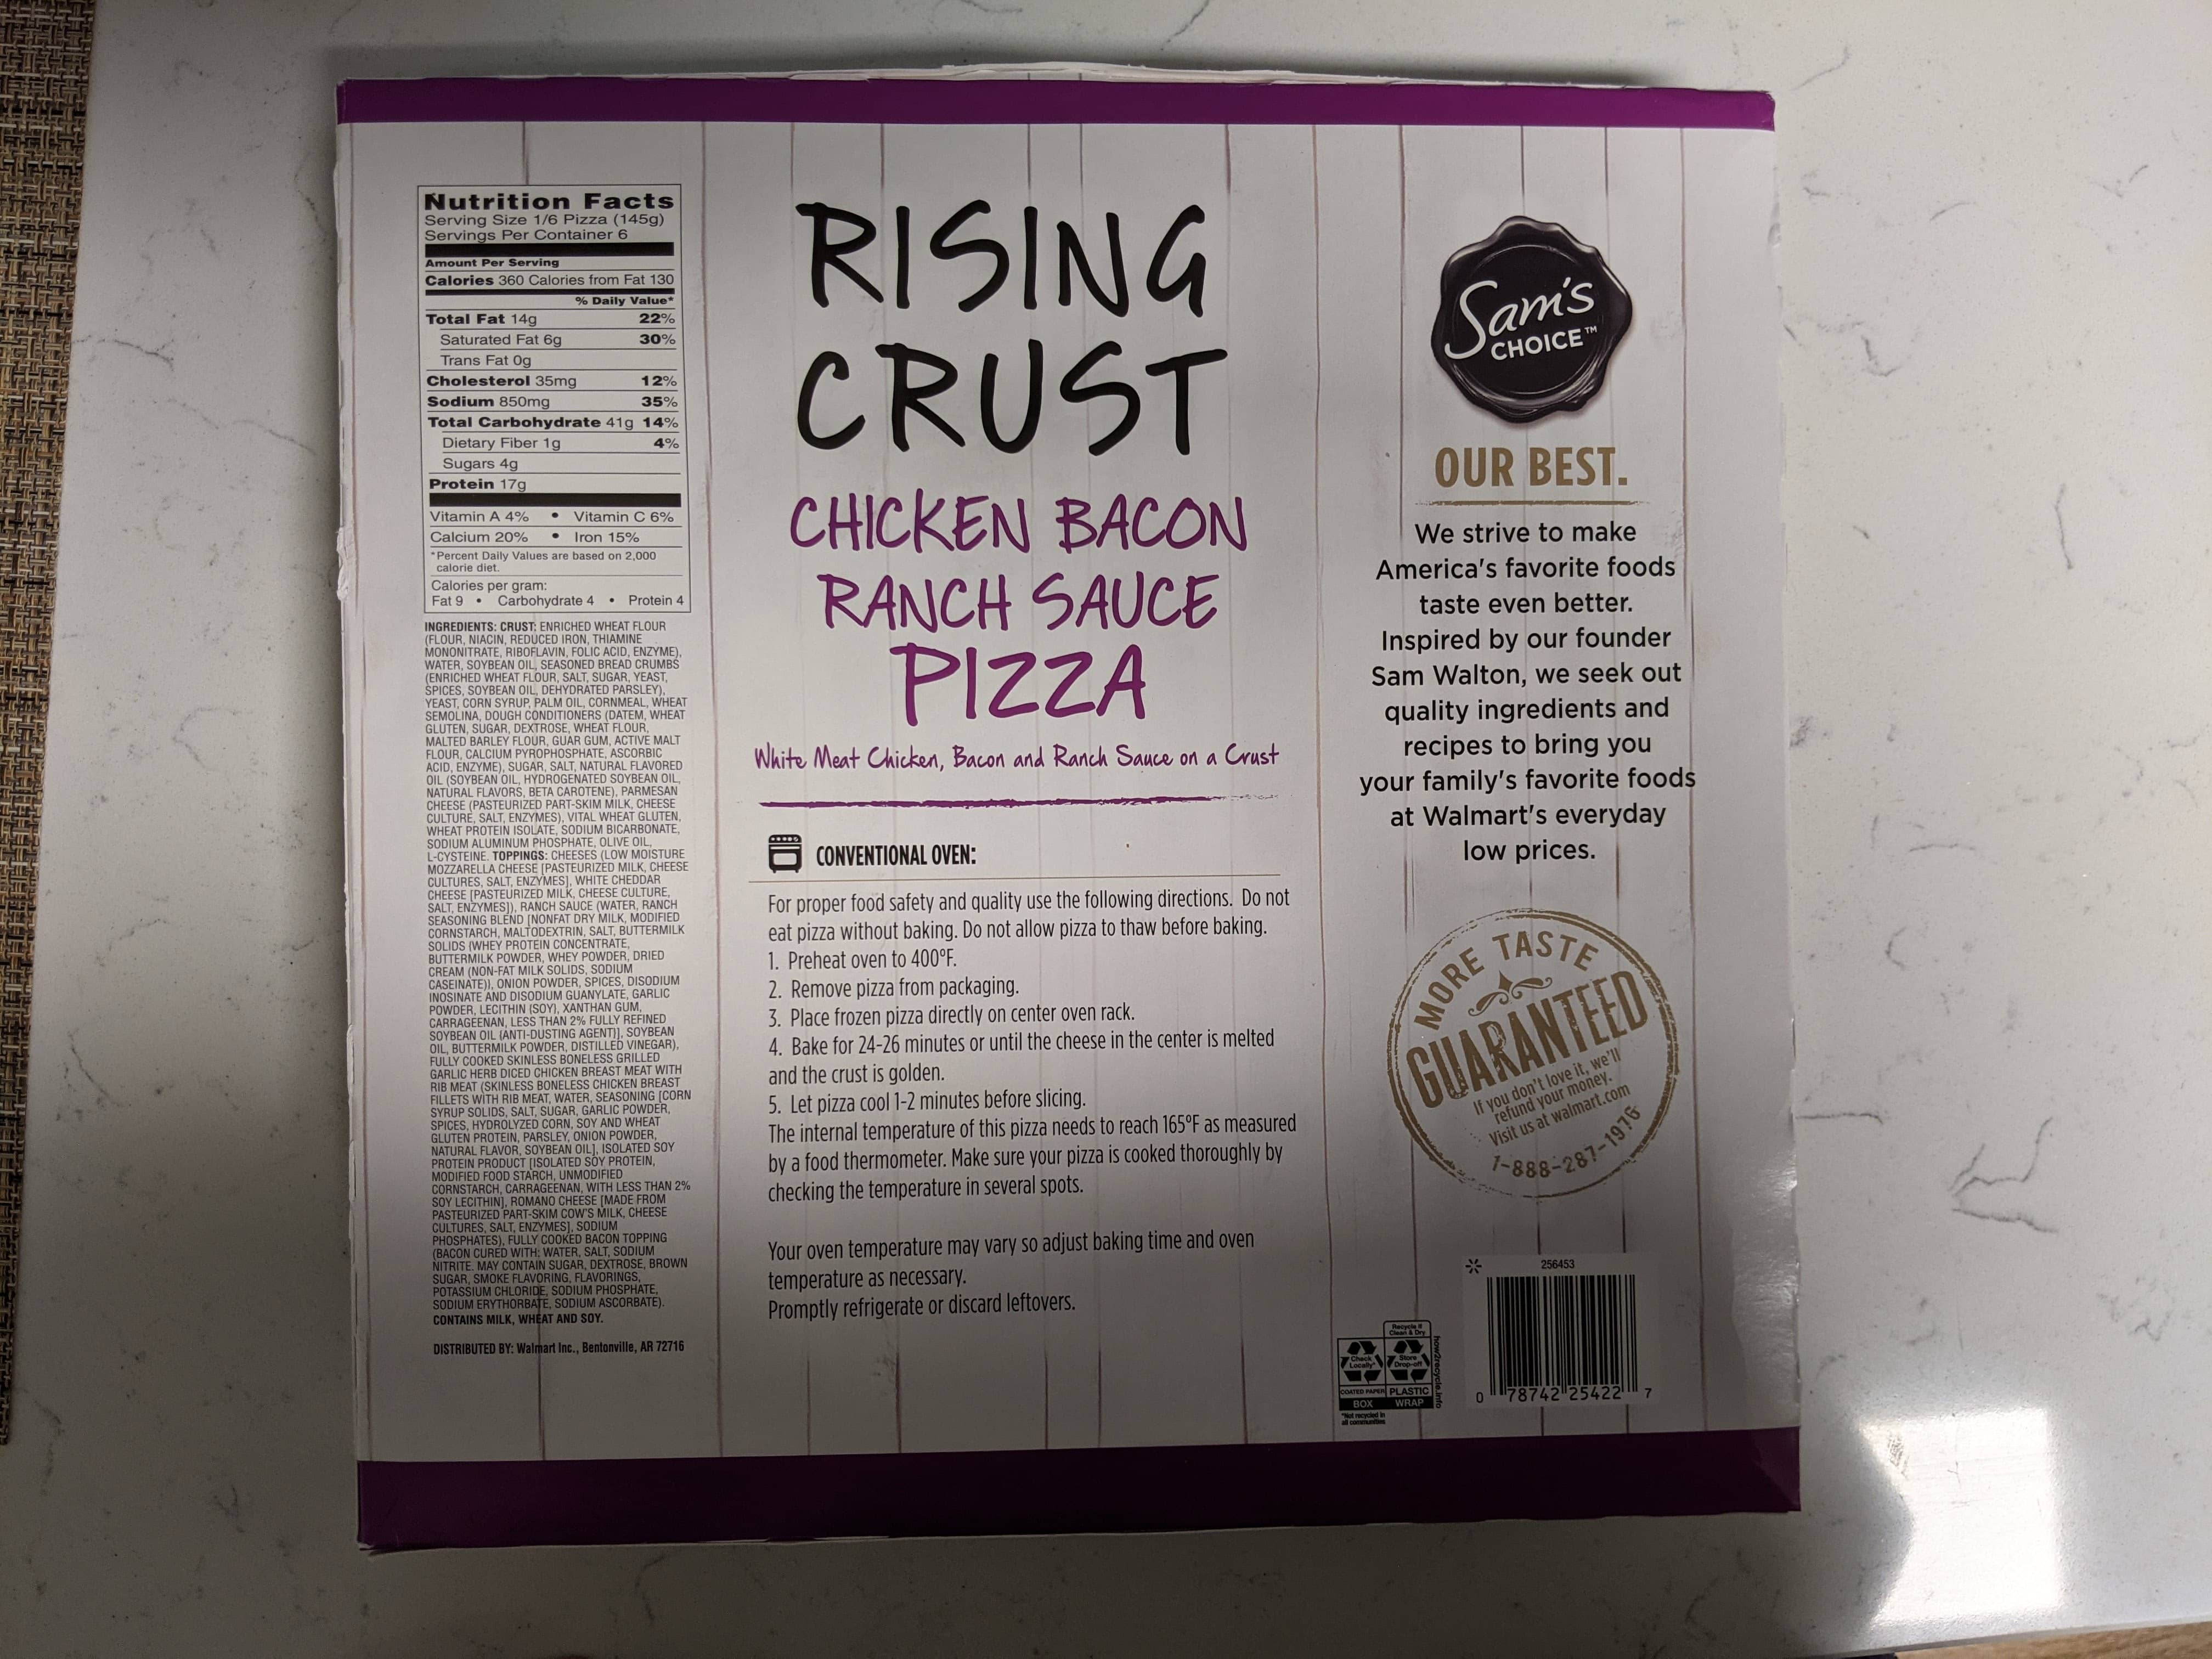 Nutrition Facts
Serving Size 1/6 Pizza (145g)
Servings Per Container 6
Amount Per Serving
Calories 360 Calories from Fat 130
% Daily Value*
Total Fat 14g 22%
Saturated Fat 6g 30%
Trans Fat 0g
Cholesterol 35mg 12%
Sodium 850mg 35%
Total Carbohydrate 41g 14%
Dietary Fiber 1g 4%
Sugars 4g
Protein 17g
Vitamin A 4% • Vitamin C 6%
Calcium 20% • Iron 15%
*Percent Daily Values are based on 2,000
calorie diet.
Calories per gram:
Fat 9 • Carbohydrate 4 • Protein 4
INGREDIENTS: CRUST: ENRICHED WHEAT FLOUR
(FLOUR, NIACIN, REDUCED IRON, THIAMINE
MONONITRATE, RIBOFLAVIN, FOLIC ACID, ENZYME),
WATER, SOYBEAN OIL, SEASONED BREAD CRUMBS
(ENRICHED WHEAT FLOUR, SALT, SUGAR, YEAST,
SPICES, SOYBEAN OIL, DEHYDRATED PARSLEY),
YEAST, CORN SYRUP, PALM OIL, CORNMEAL, WHEAT
SEMOLINA, DOUGH CONDITIONERS (DATEM, WHEAT
GLUTEN, SUGAR, DEXTROSE, WHEAT FLOUR,
MALTED BARLEY FLOUR, GUAR GUM, ACTIVE MALT
FLOUR, CALCIUM PYROPHOSPHATE, ASCORBIC
ACID, ENZYME), SUGAR, SALT, NATURAL FLAVORED
OIL (SOYBEAN OIL, HYDROGENATED SOYBEAN OIL,
NATURAL FLAVORS, BETA CAROTENE), PARMESAN
CHEESE (PASTEURIZED PART-SKIM MILK, CHEESE
CULTURE, SALT, ENZYMES), VITAL WHEAT GLUTEN,
WHEAT PROTEIN ISOLATE, SODIUM BICARBONATE,
SODIUM ALUMINUM PHOSPHATE, OLIVE OIL,
L-CYSTEINE. TOPPINGS: CHEESES (LOW MOISTURE
MOZZARELLA CHEESE [PASTEURIZED MILK, CHEESE
CULTURES, SALT, ENZYMES], WHITE CHEDDAR
CHEESE [PASTEURIZED MILK, CHEESE CULTURE,
SALT, ENZYMES]), RANCH SAUCE (WATER, RANCH
SEASONING BLEND [NONFAT DRY MILK, MODIFIED
CORNSTARCH, MALTODEXTRIN, SALT, BUTTERMILK
SOLIDS (WHEY PROTEIN CONCENTRATE,
BUTTERMILK POWDER, WHEY POWDER, DRIED
CREAM (NON-FAT MILK SOLIDS, SODIUM
CASEINATE)), ONION POWDER, SPICES, DISODIUM
INOSINATE AND DISODIUM GUANYLATE, GARLIC
POWDER, LECITHIN (SOY), XANTHAN GUM,
CARRAGEENAN, LESS THAN 2% FULLY REFINED
SOYBEAN OIL (ANTI-DUSTING AGENT)], SOYBEAN
OIL, BUTTERMILK POWDER, DISTILLED VINEGAR),
FULLY COOKED SKINLESS BONELESS GRILLED
GARLIC HERB DICED CHICKEN BREAST MEAT WITH
RIB MEAT (SKINLESS BONELESS CHICKEN BREAST
FILLETS WITH RIB MEAT, WATER, SEASONING [CORN
SYRUP SOLIDS, SALT, SUGAR, GARLIC POWDER,
SPICES, HYDROLYZED CORN, SOY AND WHEAT
GLUTEN PROTEIN, PARSLEY, ONION POWDER,
NATURAL FLAVOR, SOYBEAN OIL], ISOLATED SOY
PROTEIN PRODUCT [ISOLATED SOY PROTEIN,
MODIFIED FOOD STARCH, UNMODIFIED
CORNSTARCH, CARRAGEENAN, WITH LESS THAN 2%
SOY LECITHIN], ROMANO CHEESE [MADE FROM
PASTEURIZED PART-SKIM COW'S MILK, CHEESE
CULTURES, SALT, ENZYMES], SODIUM
PHOSPHATES), FULLY COOKED BACON TOPPING
(BACON CURED WITH: WATER, SALT, SODIUM
NITRITE. MAY CONTAIN SUGAR, DEXTROSE, BROWN
SUGAR, SMOKE FLAVORING, FLAVORINGS,
POTASSIUM CHLORIDE, SODIUM PHOSPHATE,
SODIUM ERYTHORBATE, SODIUM ASCORBATE).
CONTAINS MILK, WHEAT AND SOY.
DISTRIBUTED BY: Walmart Inc., Bentonville, AR 72716
RISING
CRUST
CHICKEN BACON
RANCH SAUCE
PIZZA
White Meat Chicken, Bacon and Ranch Sauce on a Crust
CONVENTIONAL OVEN:
For proper food safety and quality use the following directions. Do not
eat pizza without baking. Do not allow pizza to thaw before baking.
1. Preheat oven to 400°F.
2. Remove pizza from packaging.
3. Place frozen pizza directly on center oven rack.
4. Bake for 24-26 minutes or until the cheese in the center is melted
and the crust is golden.
5. Let pizza cool 1-2 minutes before slicing.
The internal temperature of this pizza needs to reach 165°F as measured
by a food thermometer. Make sure your pizza is cooked thoroughly by
checking the temperature in several spots.
Your oven temperature may vary so adjust baking time and oven
temperature as necessary.
Promptly refrigerate or discard leftovers.
Sam's
CHOICE™
OUR BEST.
We strive to make
America's favorite foods
taste even better.
Inspired by our founder
Sam Walton, we seek out
quality ingredients and
recipes to bring you
your family's favorite foods
at Walmart's everyday
low prices.
MORE TASTE
GUARANTEED
If you don't love it, we'll
refund your money.
Visit us at walmart.com
1-888-287-1976
256453
0 78742 25422 7
Recycle if
Clean & Dry
Check
Locally*
Store
Drop-off
COATED PAPER
PLASTIC
BOX
WRAP
*Not recycled in
all communities
how2recycle.info